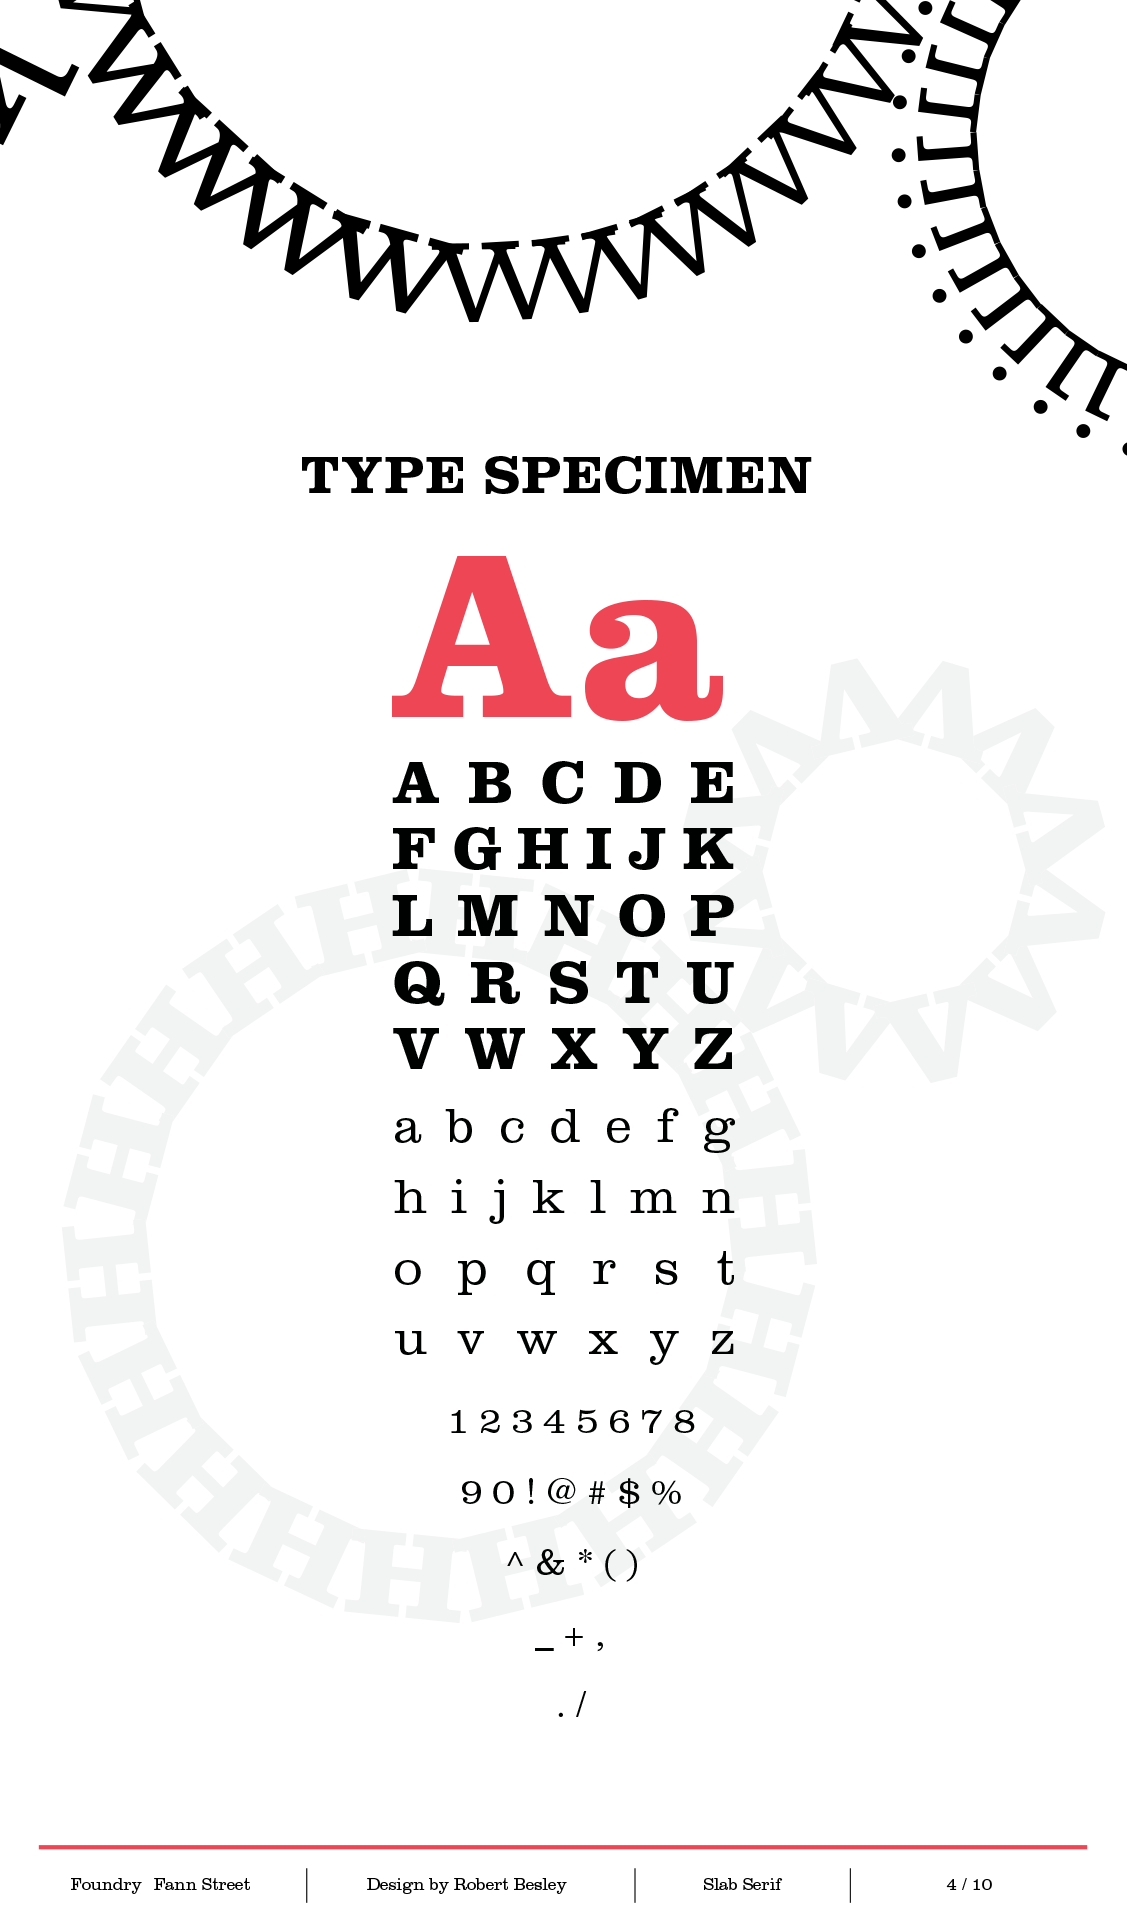 TYPE SPECIMEN
Aa
A B C D E
F G H I J K
L M N O P
Q R S T U
V W X Y Z
a b c d e f g
h i j k l m n
o p q r s t
u v w x y z
1 2 3 4 5 6 7 8
9 0 ! @ # $ %
^ & * ( )
_ + ,
. /
Foundry Fann Street
Design by Robert Besley
Slab Serif
4 / 10